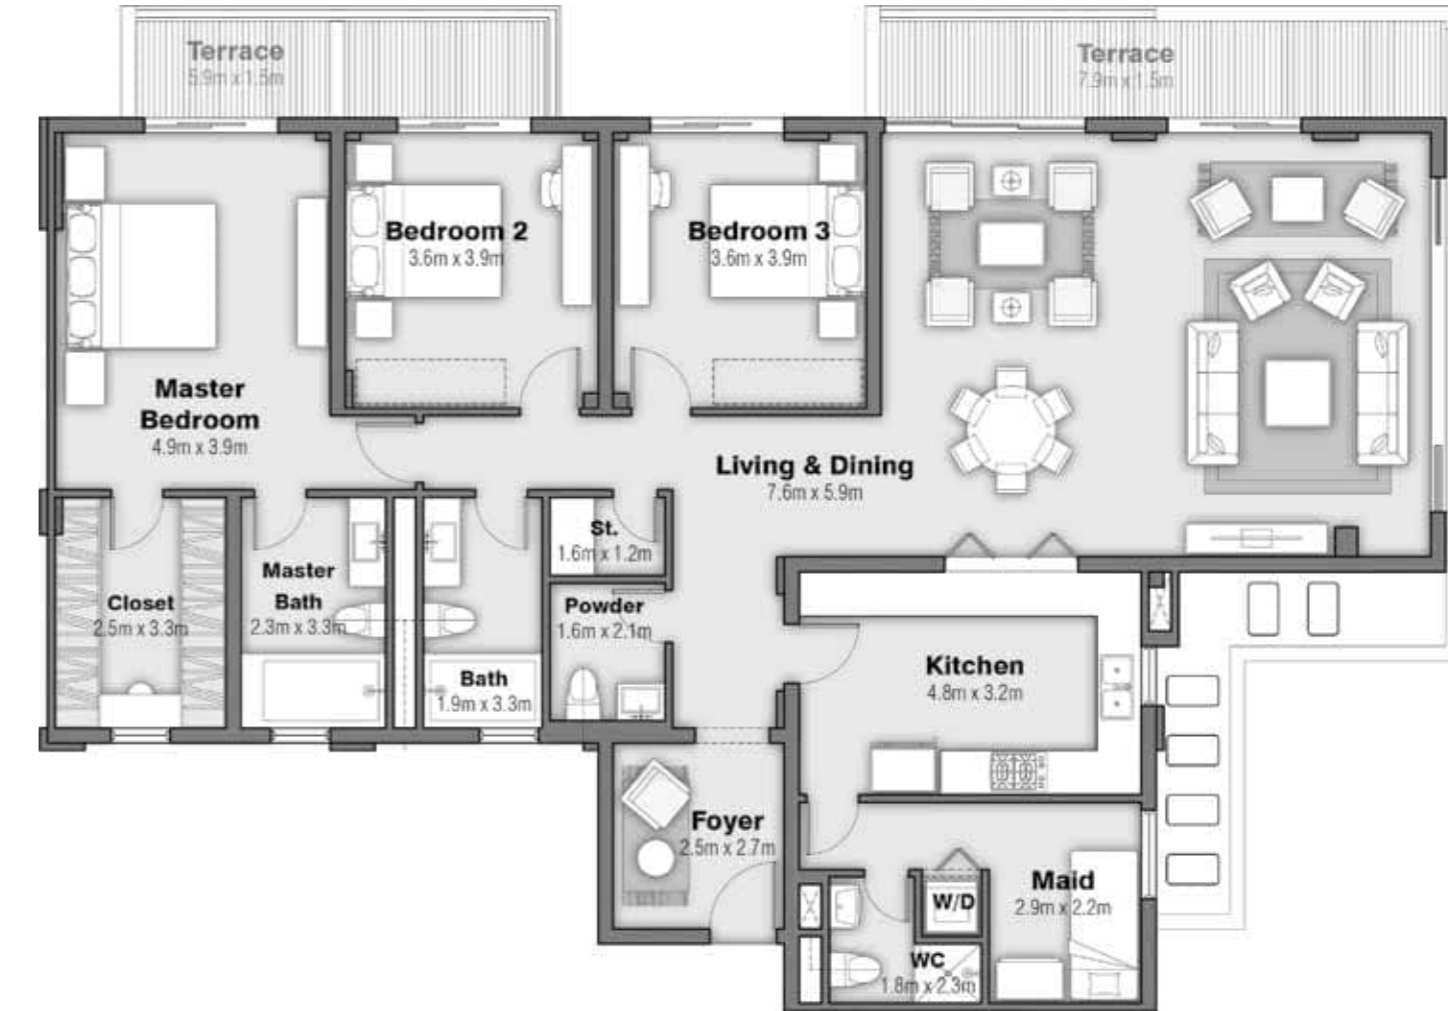 Terrace
5.9m x 1.5m
Terrace
7.9m x 1.5m
Bedroom 2
3.6m x 3.9m
Bedroom 3
3.6m x 3.9m
Master
Bedroom
4.9m x 3.9m
Living & Dining
7.6m x 5.9m
St.
1.6m x 1.2m
Master
Bath
2.3m x 3.3m
Closet
2.5m x 3.3m
Powder
1.6m x 2.1m
Bath
1.9m x 3.3m
Kitchen
4.8m x 3.2m
Foyer
2.5m x 2.7m
Maid
2.9m x 2.2m
W/D
WC
1.8m x 2.3m